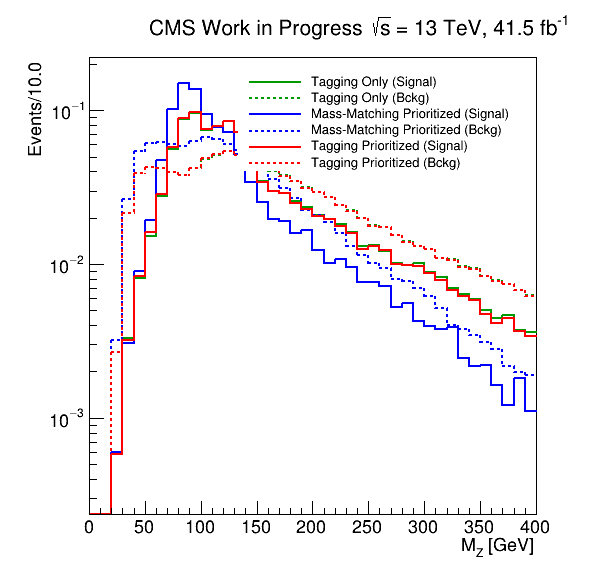 CMS Work in Progress √s = 13 TeV, 41.5 fb⁻¹
Events/10.0
Tagging Only (Signal)
Tagging Only (Bckg)
Mass-Matching Prioritized (Signal)
Mass-Matching Prioritized (Bckg)
Tagging Prioritized (Signal)
Tagging Prioritized (Bckg)
10⁻¹
10⁻²
10⁻³
0 50 100 150 200 250 300 350 400
M_Z [GeV]